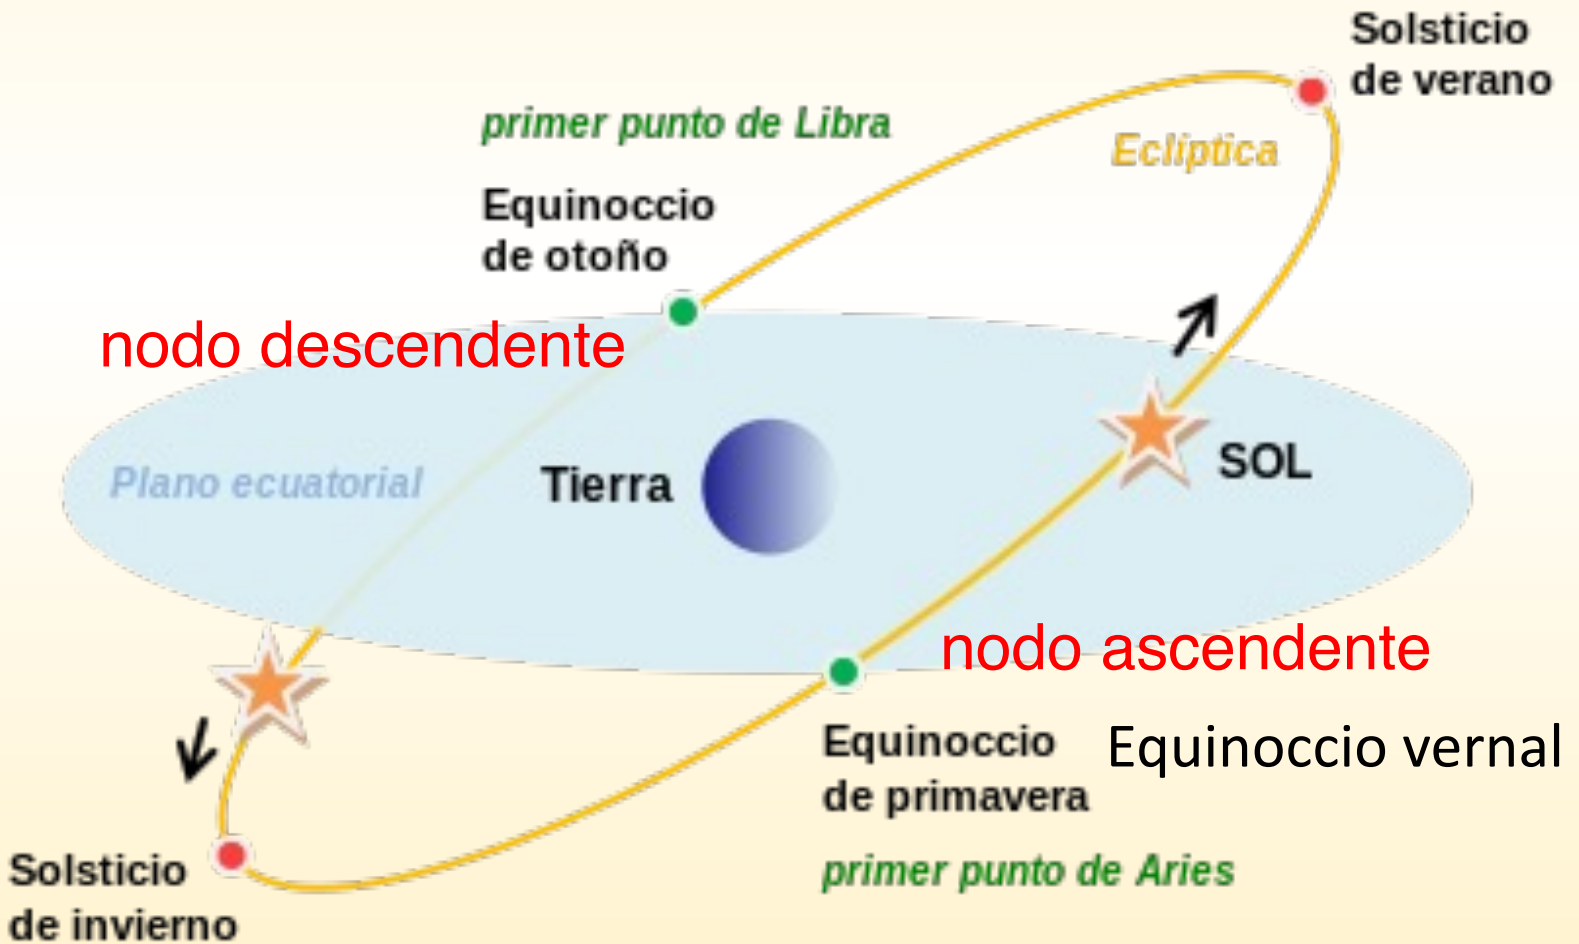 Solsticio
de verano
primer punto de Libra
Eclíptica
Equinoccio
de otoño
nodo descendente
Plano ecuatorial
Tierra
SOL
nodo ascendente
Equinoccio
de primavera
Equinoccio vernal
primer punto de Aries
Solsticio
de invierno